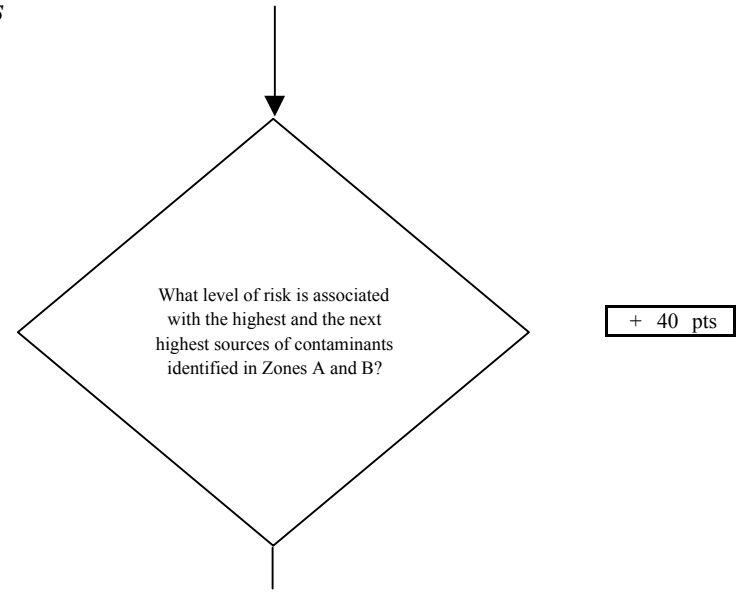 What level of risk is associated
with the highest and the next
highest sources of contaminants
identified in Zones A and B?
+ 40 pts